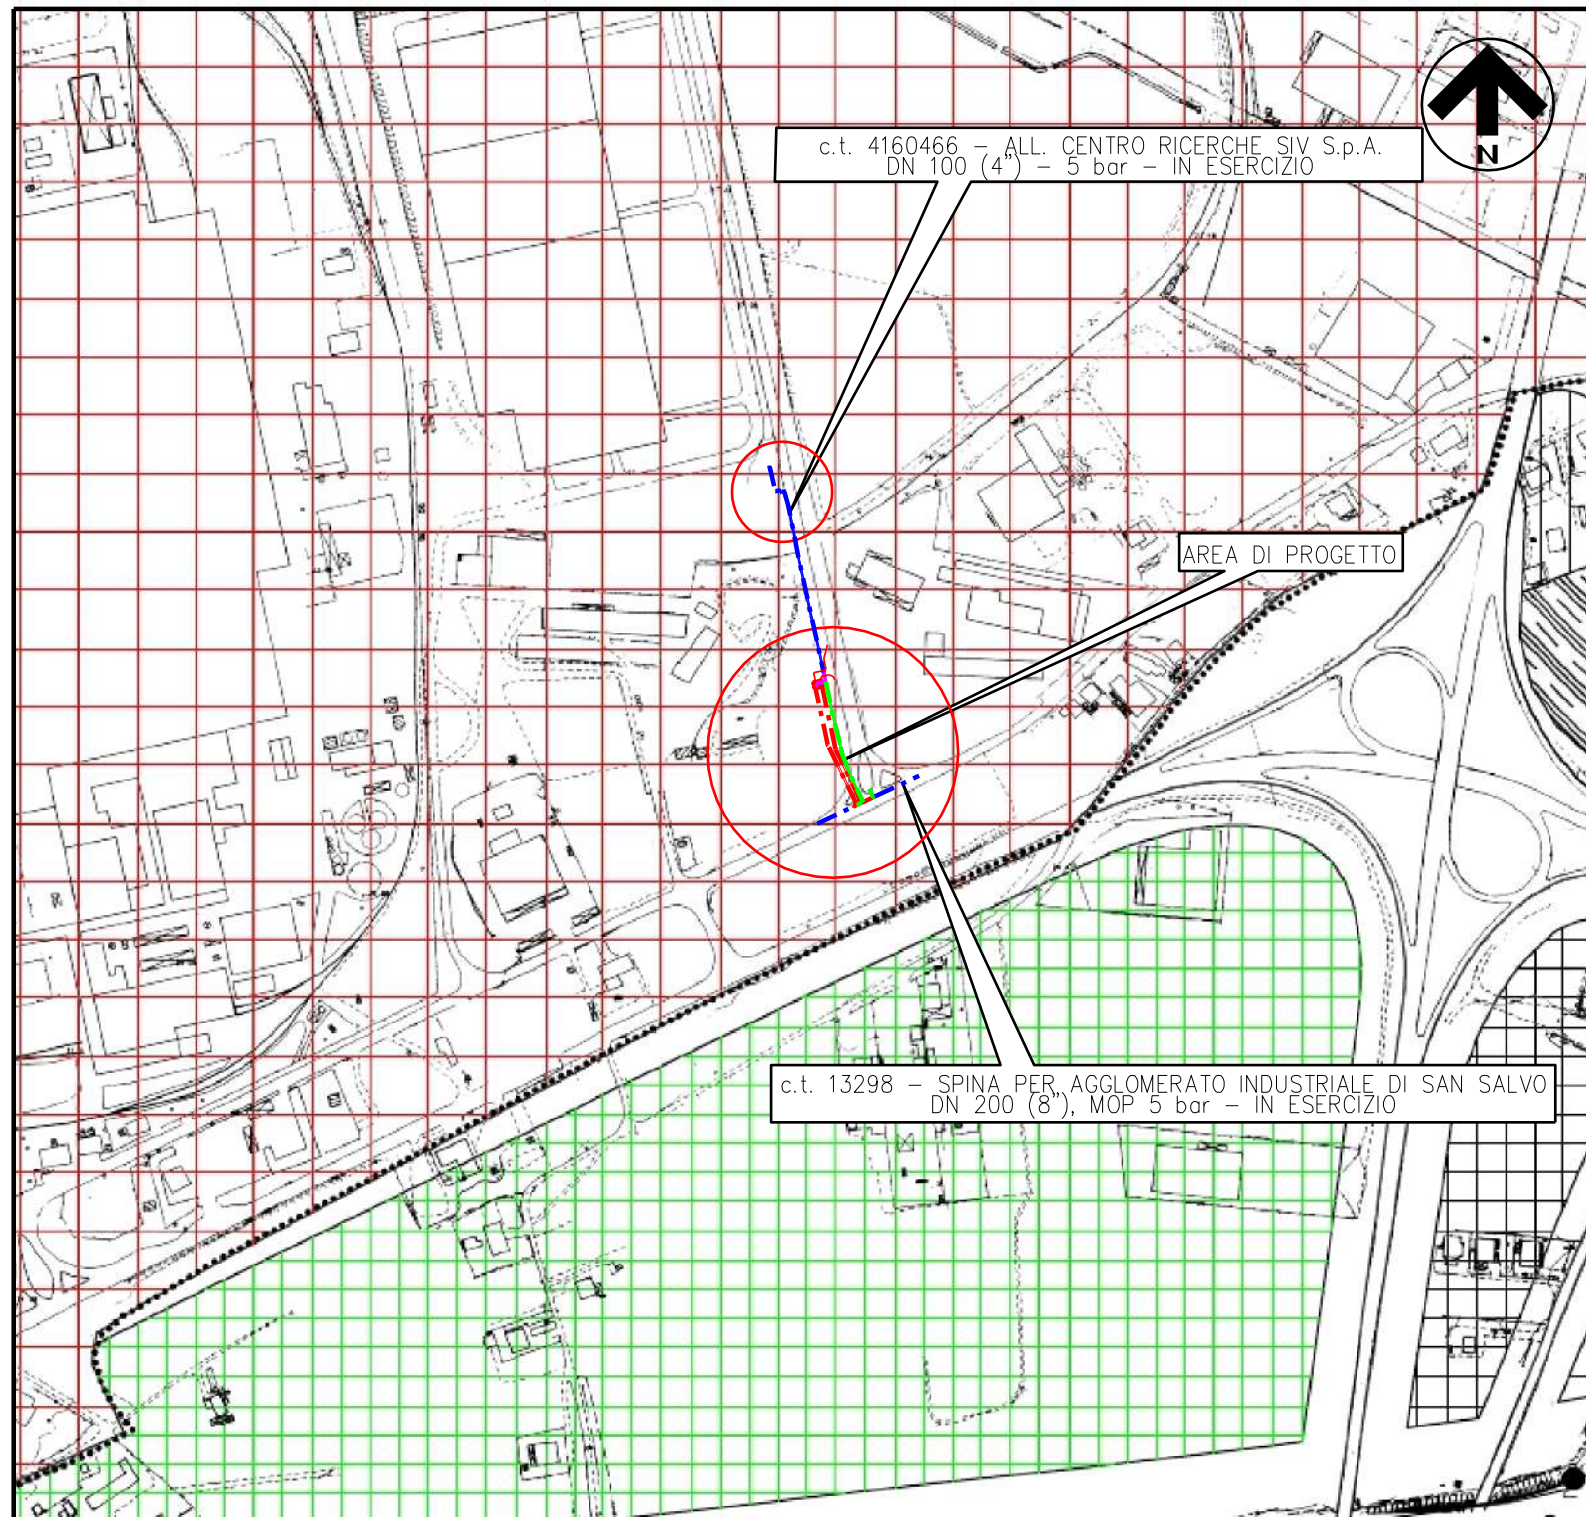 c.t. 4160466 – ALL. CENTRO RICERCHE SIV S.p.A.
DN 100 (4") – 5 bar – IN ESERCIZIO
N
AREA DI PROGETTO
c.t. 13298 – SPINA PER AGGLOMERATO INDUSTRIALE DI SAN SALVO
DN 200 (8"), MOP 5 bar – IN ESERCIZIO